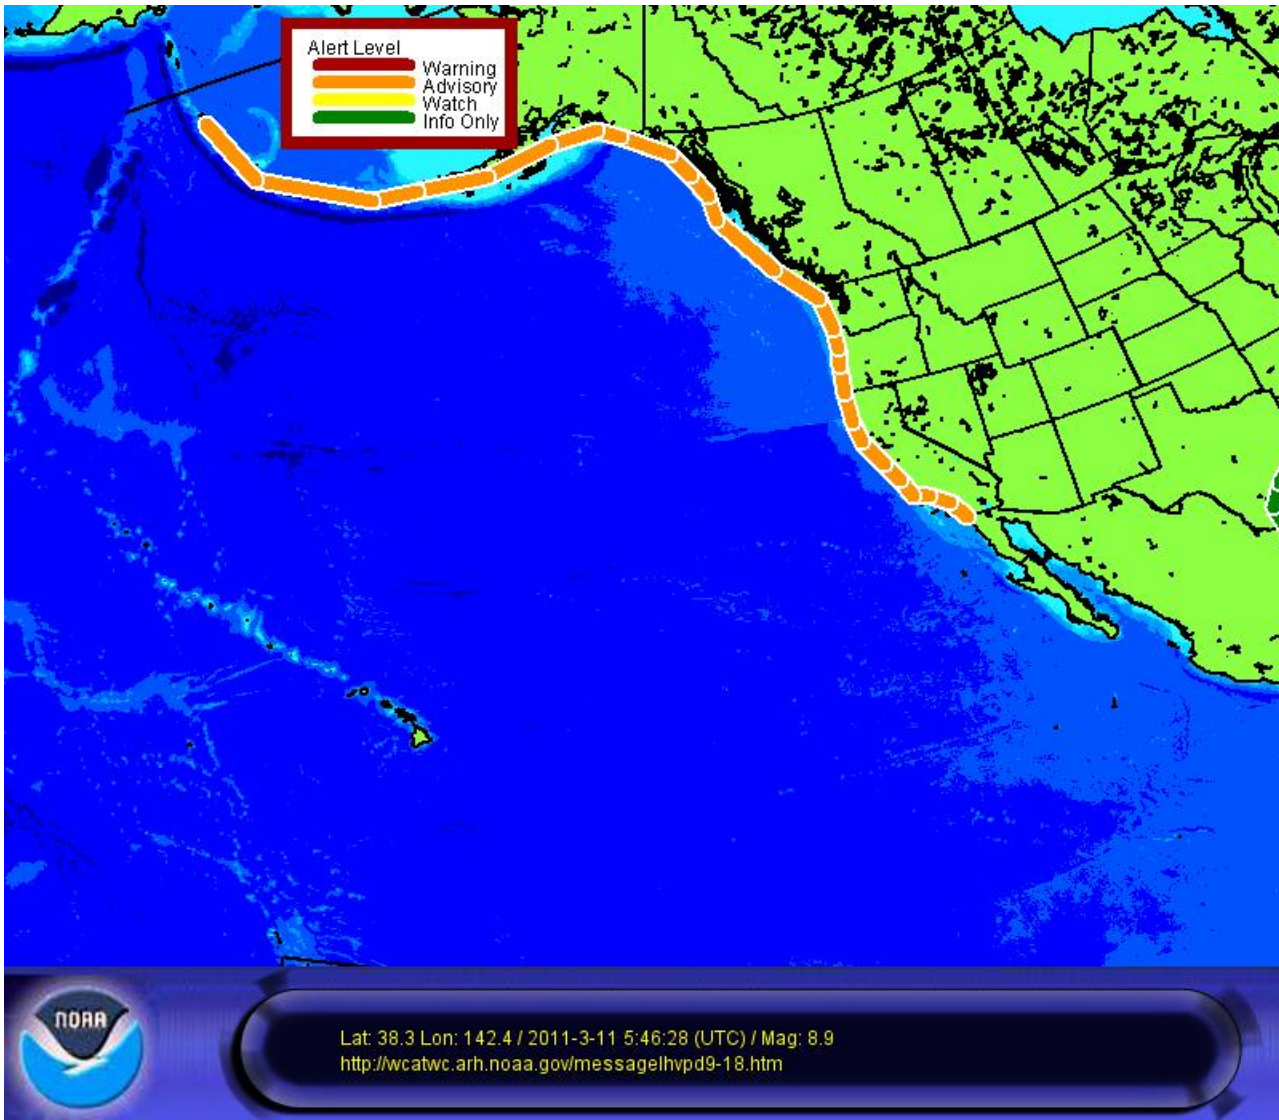 Alert Level
Warning
Advisory
Watch
Info Only
NOAA
Lat: 38.3 Lon: 142.4 / 2011-3-11 5:46:28 (UTC) / Mag: 8.9
http://wcatwc.arh.noaa.gov/messagelhvpd9-18.htm